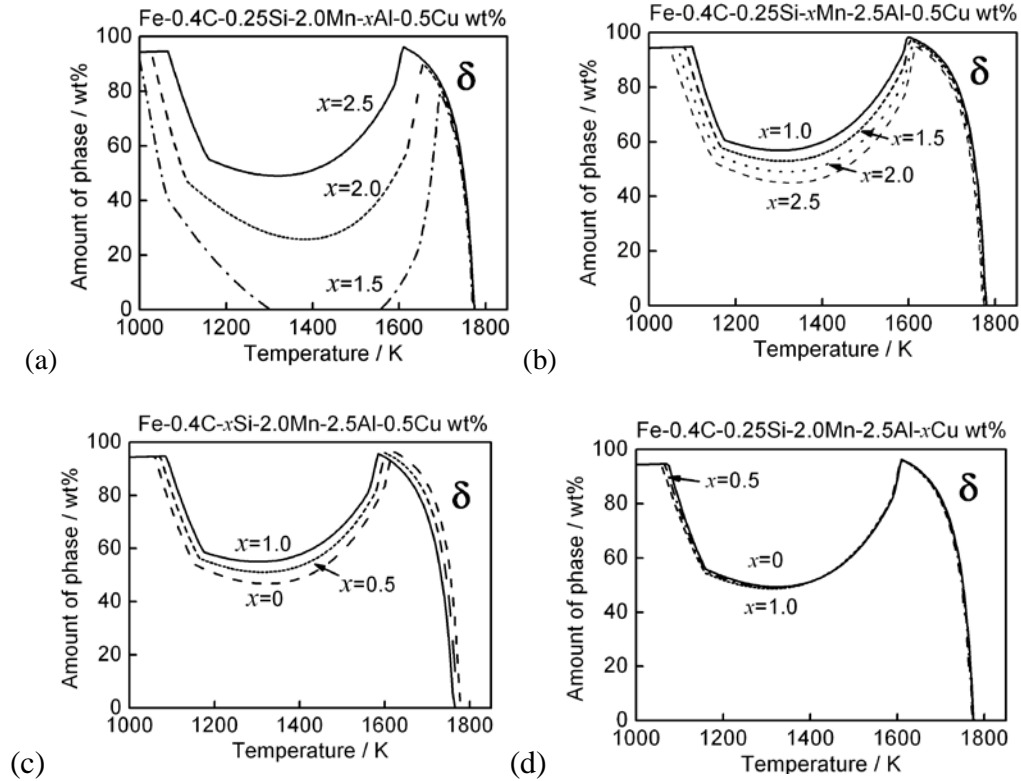 Fe-0.4C-0.25Si-2.0Mn-xAl-0.5Cu wt%
100
80
60
40
20
0
Amount of phase / wt%
δ
x=2.5
x=2.0
x=1.5
1000 1200 1400 1600 1800
Temperature / K
(a)
Fe-0.4C-0.25Si-xMn-2.5Al-0.5Cu wt%
100
80
60
40
20
0
Amount of phase / wt%
δ
x=1.0
x=1.5
x=2.0
x=2.5
1000 1200 1400 1600 1800
Temperature / K
(b)
Fe-0.4C-xSi-2.0Mn-2.5Al-0.5Cu wt%
100
80
60
40
20
0
Amount of phase / wt%
δ
x=1.0
x=0.5
x=0
1000 1200 1400 1600 1800
Temperature / K
(c)
Fe-0.4C-0.25Si-2.0Mn-2.5Al-xCu wt%
100
80
60
40
20
0
Amount of phase / wt%
δ
x=0.5
x=0
x=1.0
1000 1200 1400 1600 1800
Temperature / K
(d)